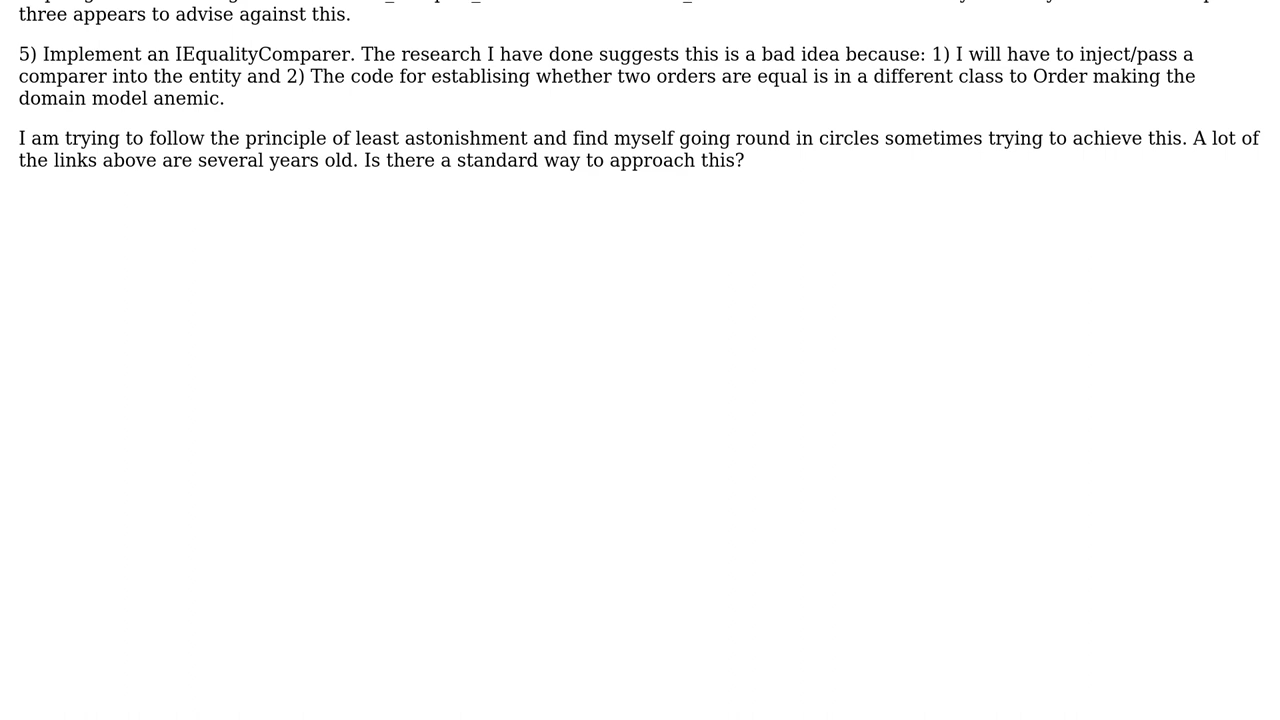 three appears to advise against this.
5) Implement an IEqualityComparer. The research I have done suggests this is a bad idea because: 1) I will have to inject/pass a
comparer into the entity and 2) The code for establising whether two orders are equal is in a different class to Order making the
domain model anemic.
I am trying to follow the principle of least astonishment and find myself going round in circles sometimes trying to achieve this. A lot of
the links above are several years old. Is there a standard way to approach this?